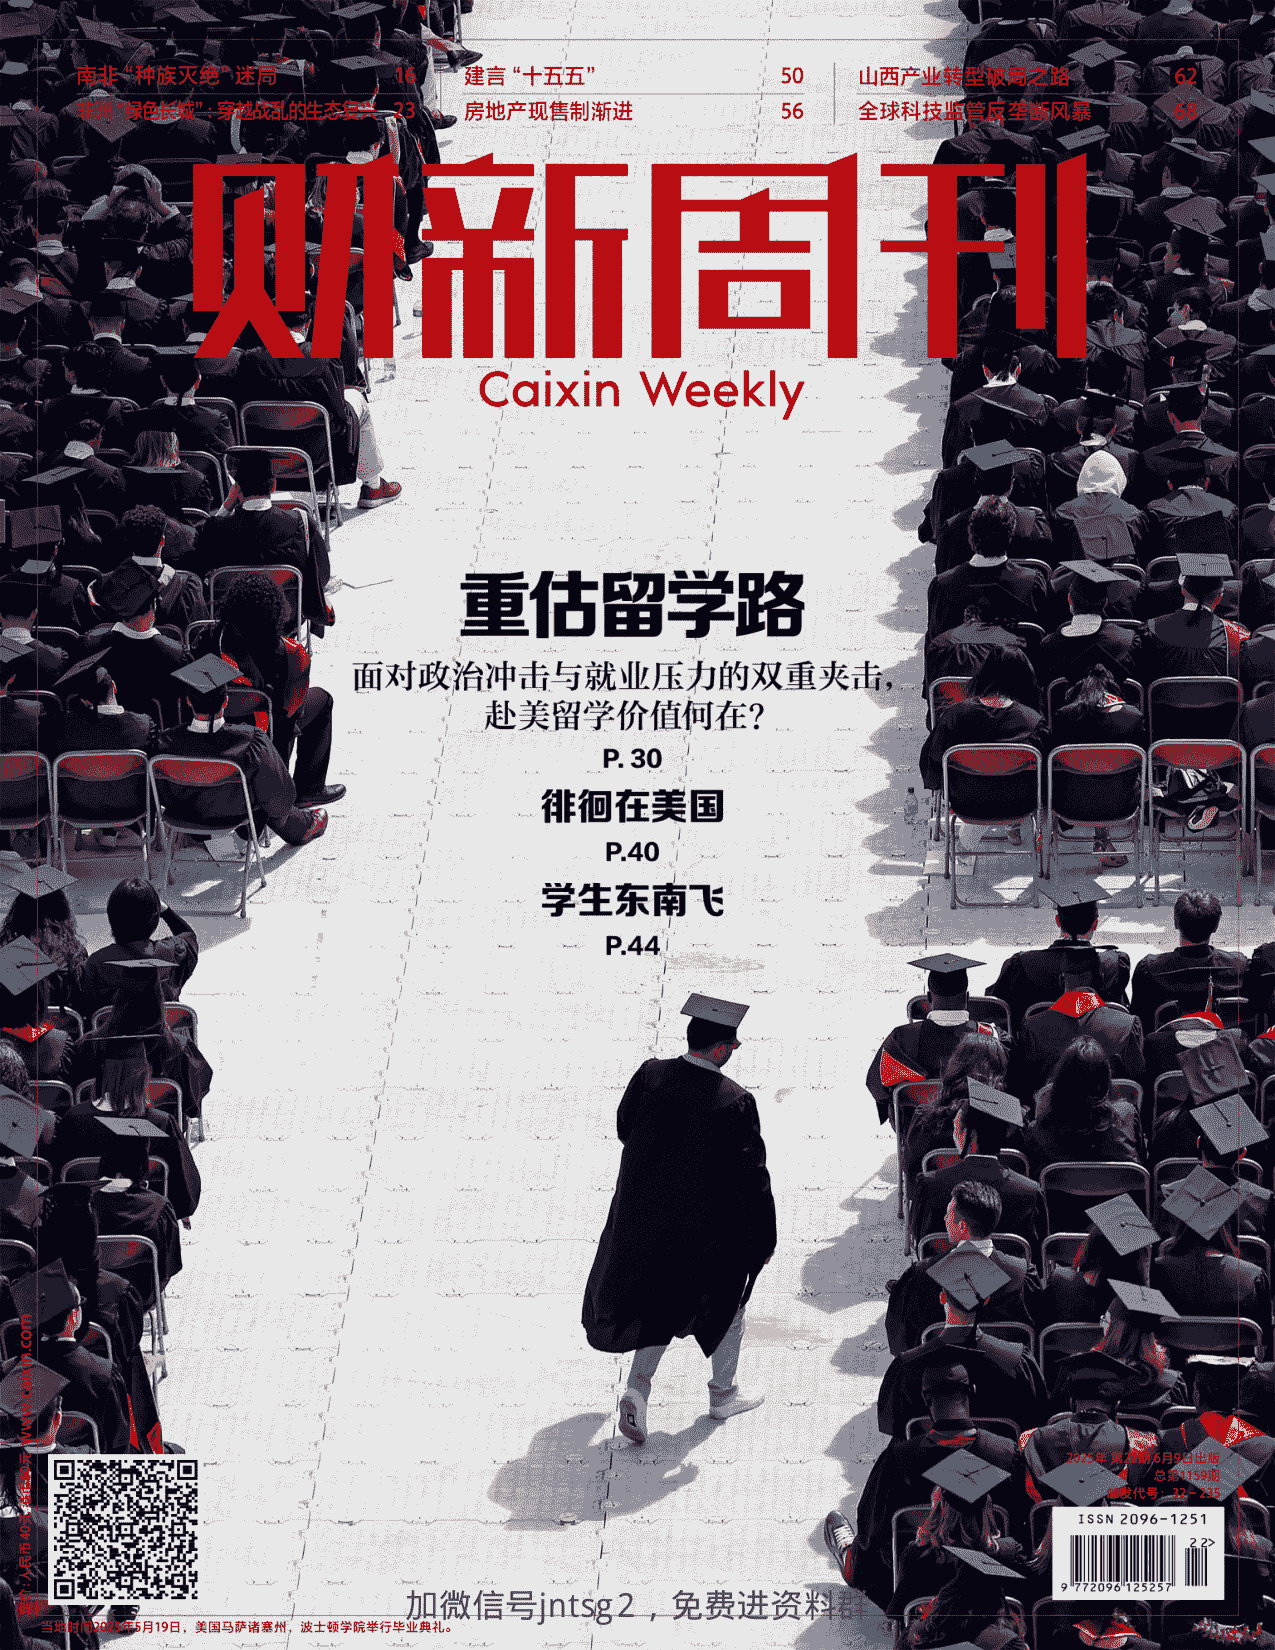 南非“种族灭绝”迷局 16
非洲“绿色长城”：穿越战乱的生态复兴 23
建言“十五五” 50
房地产现售制渐进 56
山西产业转型破局之路 62
全球科技监管反垄断风暴 68
财新周刊
Caixin Weekly
重估留学路
面对政治冲击与就业压力的双重夹击，
赴美留学价值何在？
P. 30
徘徊在美国
P.40
学生东南飞
P.44
www.caixin.com
2025年 第22期 6月9日出版
总第1159期
ISSN 2096-1251
22>
9 772096 125257
加微信号jntsg2，免费进资料群
当地时间2025年5月19日，美国马萨诸塞州，波士顿学院举行毕业典礼。